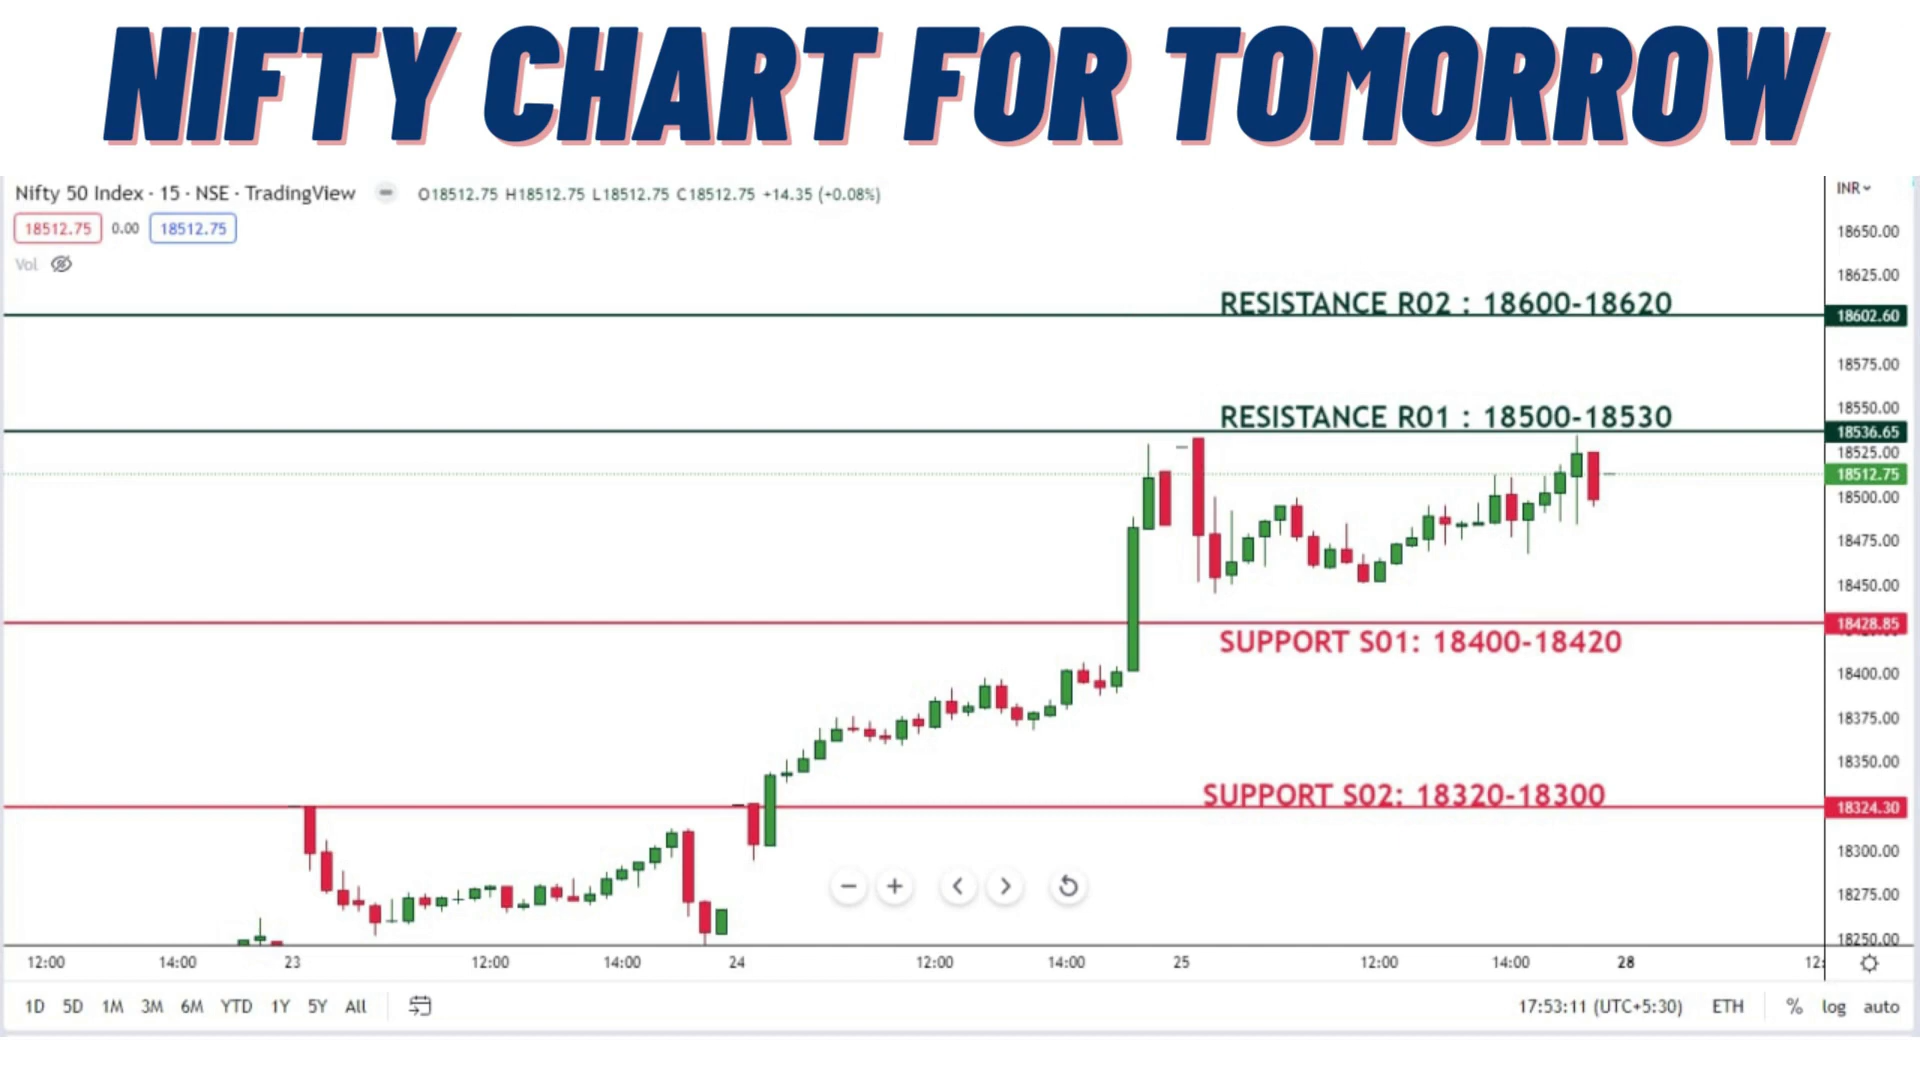 NIFTY CHART FOR TOMORROW
Nifty 50 Index · 15 · NSE · TradingView O18512.75 H18512.75 L18512.75 C18512.75 +14.35 (+0.08%)
INR
18512.75 0.00 18512.75
Vol
18650.00
18625.00
RESISTANCE R02 : 18600-18620
18602.60
18575.00
18550.00
RESISTANCE R01 : 18500-18530
18536.65
18525.00
18512.75
18500.00
18475.00
18450.00
18428.85
SUPPORT S01: 18400-18420
18400.00
18375.00
18350.00
SUPPORT S02: 18320-18300
18324.30
18300.00
18275.00
18250.00
12:00 14:00 23 12:00 14:00 24 12:00 14:00 25 12:00 14:00 28 12:
1D 5D 1M 3M 6M YTD 1Y 5Y All 17:53:11 (UTC+5:30) ETH % log auto